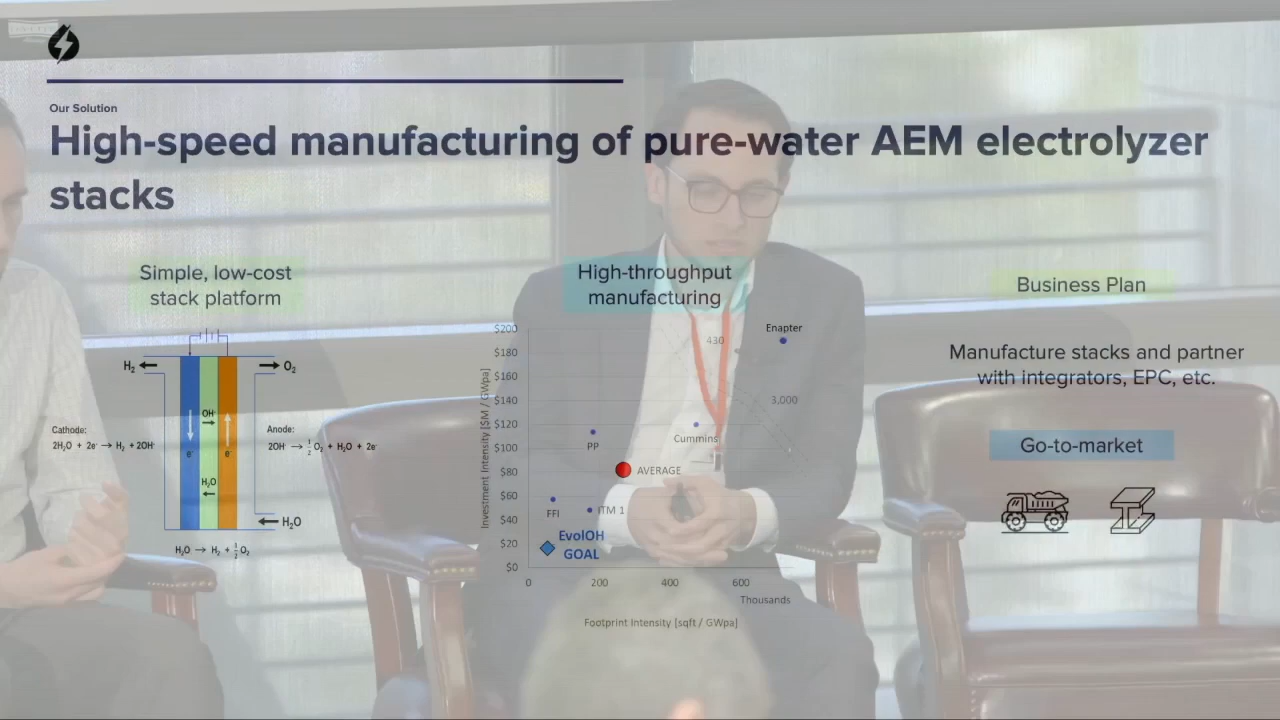 Our Solution
High-speed manufacturing of pure-water AEM electrolyzer
stacks
Simple, low-cost
stack platform
H₂
O₂
OH⁻
Cathode:
2H₂O + 2e⁻ → H₂ + 2OH⁻
Anode:
2OH⁻ → ½O₂ + H₂O + 2e⁻
e⁻
e⁻
H₂O
H₂O
H₂O → H₂ + ½O₂
High-throughput
manufacturing
Investment Intensity [$M / GWpa]
$200
$180
$160
$140
$120
$100
$80
$60
$40
$20
$0
Enapter
430
3,000
PP
Cummins
AVERAGE
FFI
ITM 1
EvolOH
GOAL
0
200
400
600
Thousands
Footprint Intensity [sqft / GWpa]
Business Plan
Manufacture stacks and partner
with integrators, EPC, etc.
Go-to-market